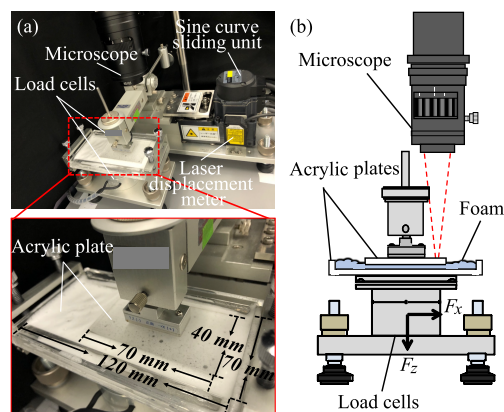 (a)
Microscope
Load cells
Sine curve
sliding unit
Laser
displacement
meter
Acrylic plate
40 mm
70 mm
70 mm
120 mm
(b)
Microscope
Acrylic plates
Foam
Fx
Fz
Load cells